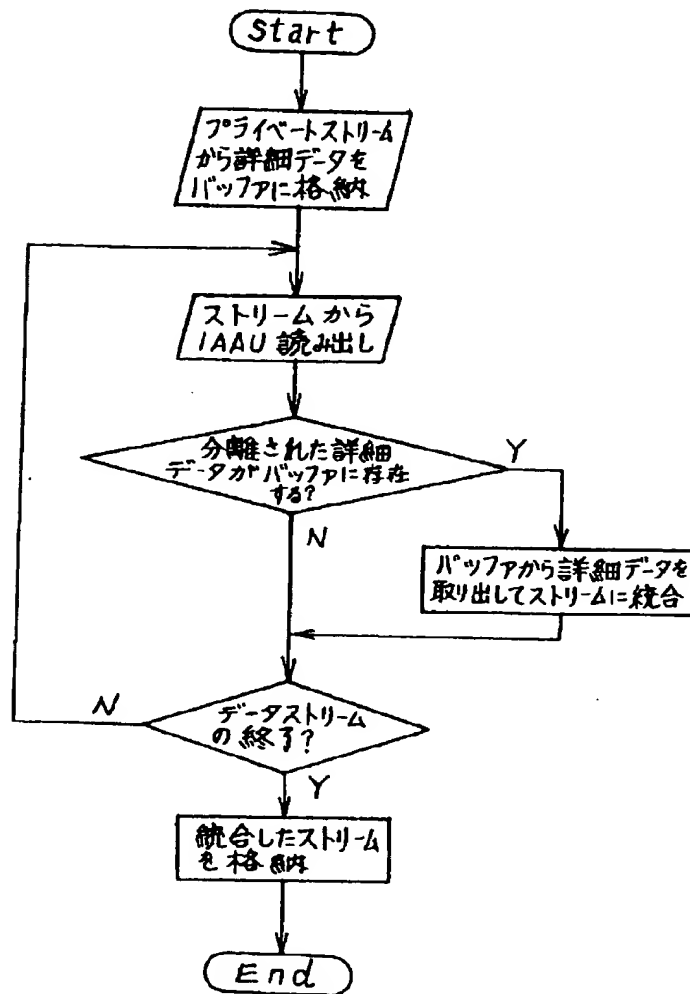 Start
プライベートストリーム
から詳細データを
バッファに格納
ストリームから
1AAU 読み出し
分離された詳細
データがバッファに存在
する?
Y
N
バッファから詳細データを
取り出してストリームに統合
データストリーム
の終了?
N
Y
統合したストリーム
を格納
End